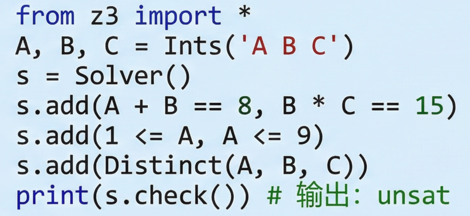 from z3 import *
A, B, C = Ints('A B C')
s = Solver()
s.add(A + B == 8, B * C == 15)
s.add(1 <= A, A <= 9)
s.add(Distinct(A, B, C))
print(s.check()) # 输出: unsat